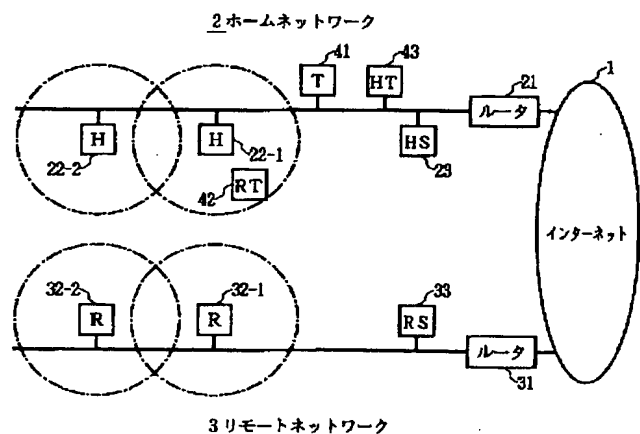 2 ホームネットワーク
41 43 21 1
T HT ルータ
H H HS
22-2 22-1 23
42 RT
インターネット
32-2 32-1 33
R R RS ルータ
31
3 リモートネットワーク